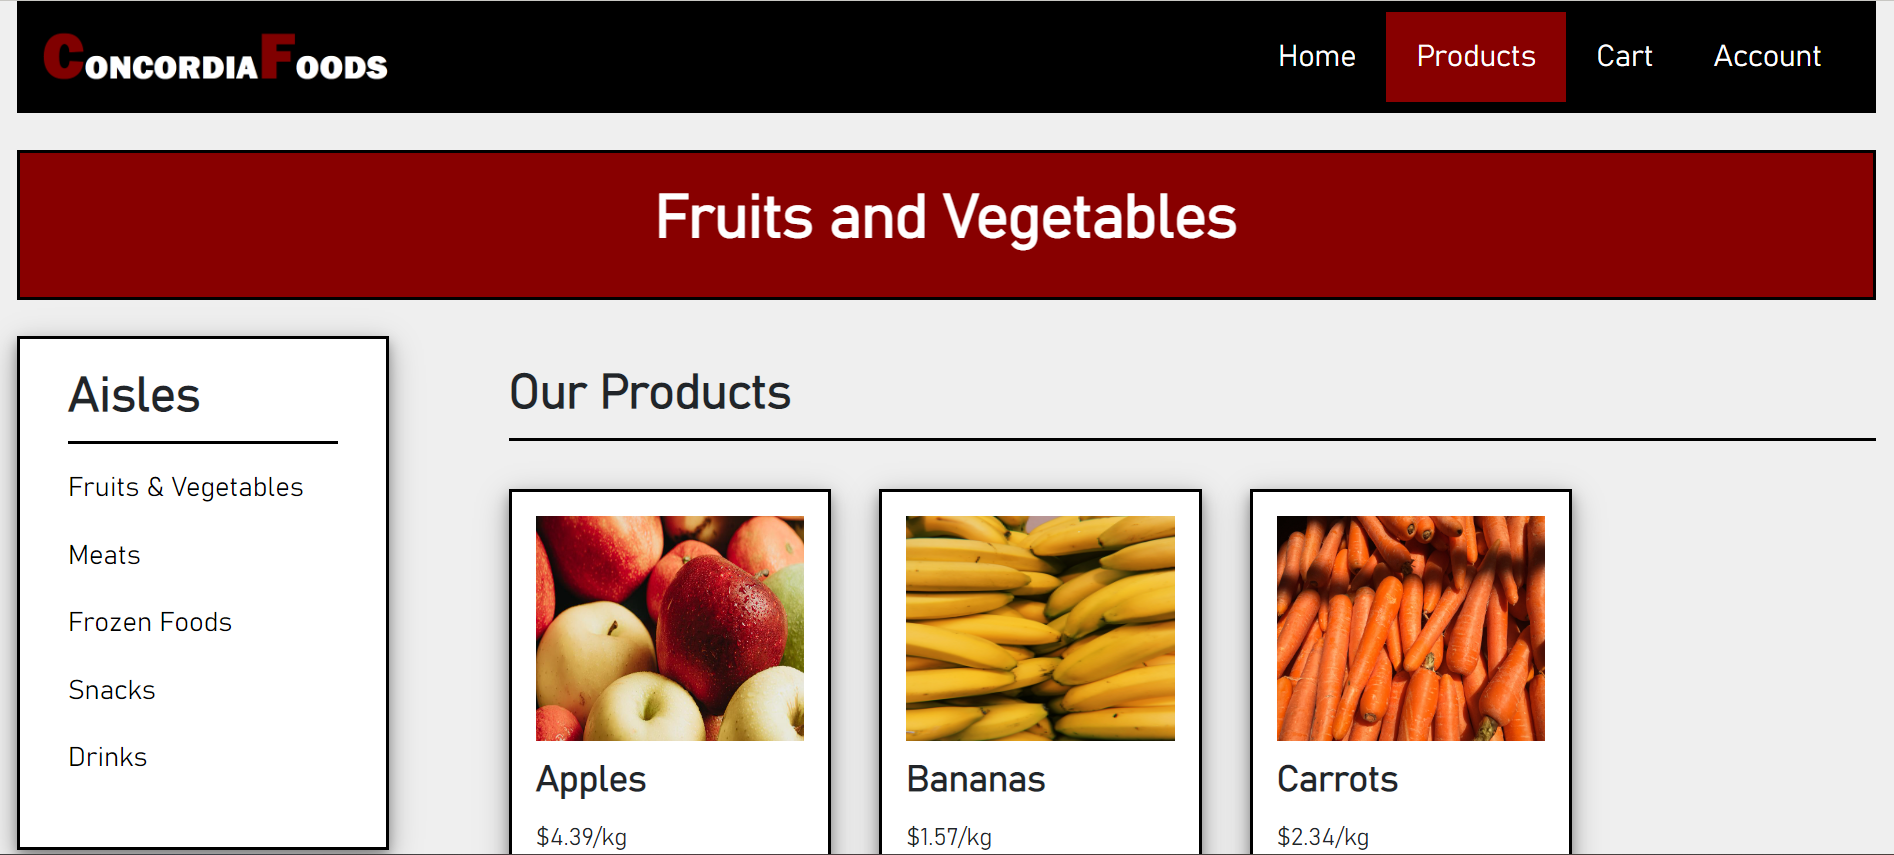 ConcordiaFoods
Home Products Cart Account
Fruits and Vegetables
Aisles
Fruits & Vegetables
Meats
Frozen Foods
Snacks
Drinks
Our Products
Apples
$4.39/kg
Bananas
$1.57/kg
Carrots
$2.34/kg